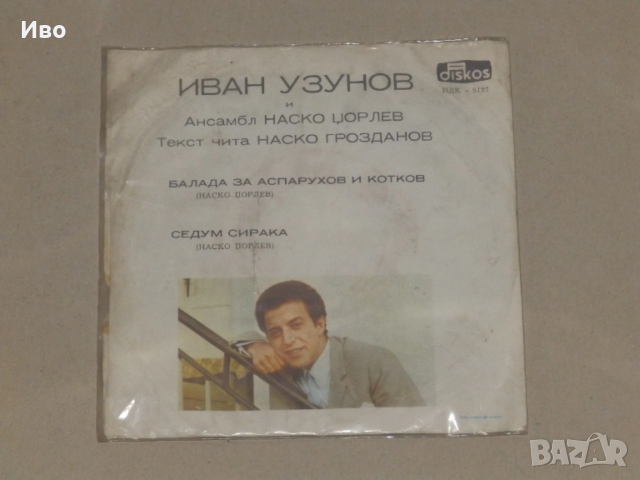 Иво
diskos
ИВАН УЗУНОВ
и
Ансамбл НАСКО ЏОРЛЕВ
Текст чита НАСКО ГРОЗДАНОВ
БАЛАДА ЗА АСПАРУХОВ И КОТКОВ
(НАСКО ЏОРЛЕВ)
СЕДУМ СИРАКА
(НАСКО ЏОРЛЕВ)
BAZAR